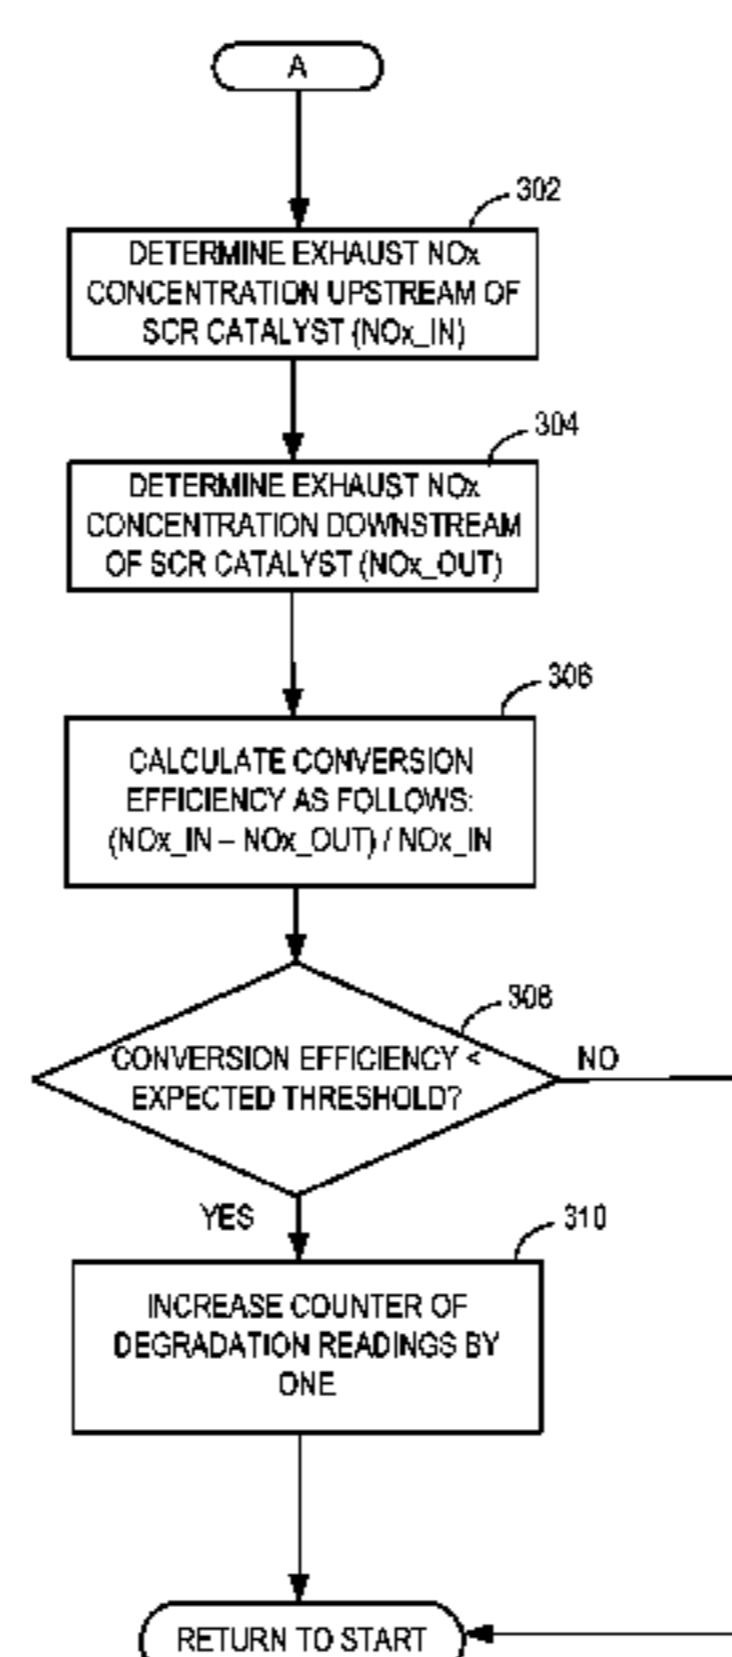 A
302
DETERMINE EXHAUST NOx
CONCENTRATION UPSTREAM OF
SCR CATALYST (NOx_IN)
304
DETERMINE EXHAUST NOx
CONCENTRATION DOWNSTREAM
OF SCR CATALYST (NOx_OUT)
306
CALCULATE CONVERSION
EFFICIENCY AS FOLLOWS:
(NOx_IN – NOx_OUT) / NOx_IN
308
CONVERSION EFFICIENCY <
EXPECTED THRESHOLD?
NO
YES
310
INCREASE COUNTER OF
DEGRADATION READINGS BY
ONE
RETURN TO START